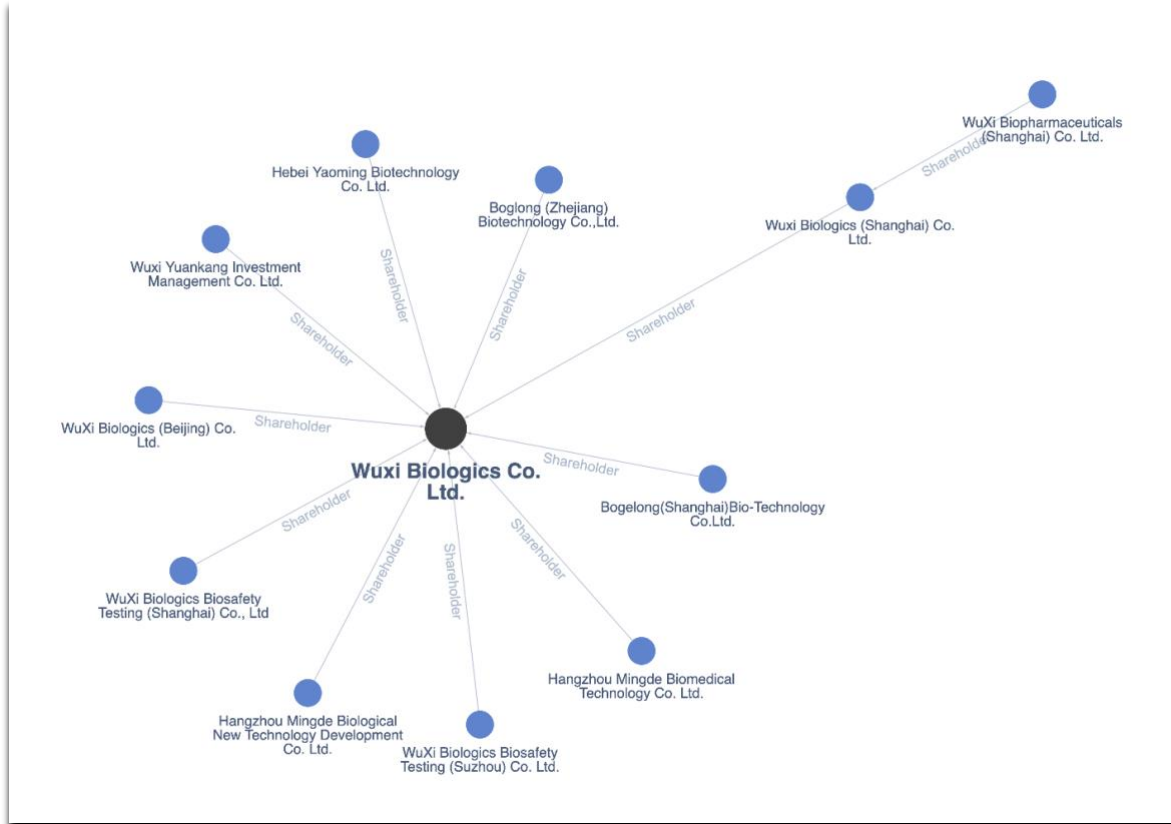 WuXi Biopharmaceuticals
(Shanghai) Co. Ltd.
Shareholder
Hebei Yaoming Biotechnology
Co. Ltd.
Boglong (Zhejiang)
Biotechnology Co.,Ltd.
Wuxi Biologics (Shanghai) Co.
Ltd.
Wuxi Yuankang Investment
Management Co. Ltd.
Shareholder
Shareholder
Shareholder
Shareholder
WuXi Biologics (Beijing) Co.
Ltd.
Shareholder
Wuxi Biologics Co.
Ltd.
Shareholder
Bogelong(Shanghai)Bio-Technology
Co.Ltd.
Shareholder
Shareholder
Shareholder
Shareholder
WuXi Biologics Biosafety
Testing (Shanghai) Co., Ltd
Hangzhou Mingde Biomedical
Technology Co. Ltd.
Hangzhou Mingde Biological
New Technology Development
Co. Ltd.
WuXi Biologics Biosafety
Testing (Suzhou) Co. Ltd.